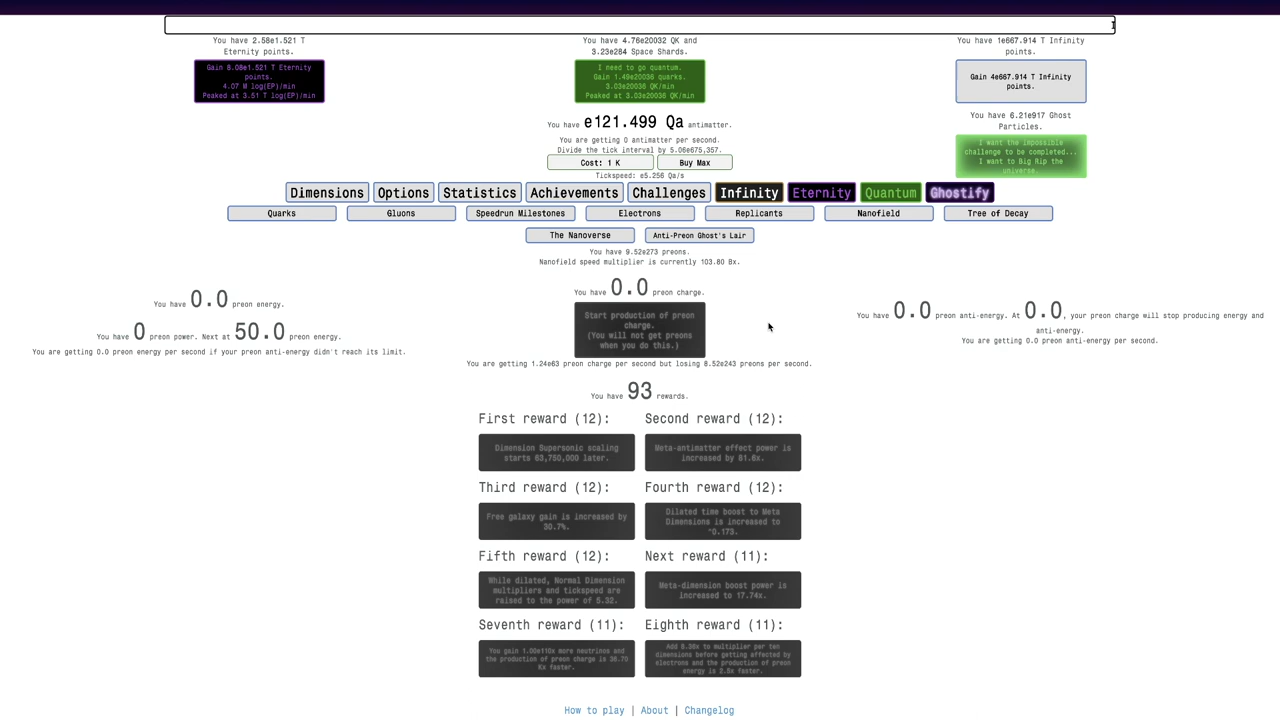 You have 2.58e1.521 T
Eternity points.
Gain 8.08e1.521 T Eternity
points.
4.07 M log(EP)/min
Peaked at 3.51 T log(EP)/min
You have 4.76e20032 QK and
3.23e284 Space Shards.
I need to go quantum.
Gain 1.49e20036 quarks.
3.03e20036 QK/min
Peaked at 3.03e20036 QK/min
You have 1e667.914 T Infinity
points.
Gain 4e667.914 T Infinity
points.
You have e121.499 Qa antimatter.
You are getting 0 antimatter per second.
Divide the tick interval by 5.06e675,357.
Cost: 1 K
Buy Max
Tickspeed: e5.256 Qa/s
You have 6.21e917 Ghost
Particles.
I want the impossible
challenge to be completed...
I want to Big Rip the
universe.
Dimensions
Options
Statistics
Achievements
Challenges
Infinity
Eternity
Quantum
Ghostify
Quarks
Gluons
Speedrun Milestones
Electrons
Replicants
Nanofield
Tree of Decay
The Nanoverse
Anti-Preon Ghost's Lair
You have 9.52e273 preons.
Nanofield speed multiplier is currently 103.80 Bx.
You have 0.0 preon energy.
You have 0 preon power. Next at 50.0 preon energy.
You are getting 0.0 preon energy per second if your preon anti-energy didn't reach its limit.
You have 0.0 preon charge.
Start production of preon
charge.
(You will not get preons
when you do this.)
You are getting 1.24e63 preon charge per second but losing 8.52e243 preons per second.
You have 0.0 preon anti-energy. At 0.0, your preon charge will stop producing energy and
anti-energy.
You are getting 0.0 preon anti-energy per second.
You have 93 rewards.
First reward (12):
Dimension Supersonic scaling
starts 83,750,000 later.
Second reward (12):
Meta-antimatter effect power is
increased by 81.6x.
Third reward (12):
Free galaxy gain is increased by
30.7%.
Fourth reward (12):
Dilated time boost to Meta
Dimensions is increased to
^0.173.
Fifth reward (12):
While dilated, Normal Dimension
multipliers and tickspeed are
raised to the power of 5.32.
Next reward (11):
Meta-dimension boost power is
increased to 17.74x.
Seventh reward (11):
You gain 1.00e110x more neutrinos and
the production of preon charge is 36.70
Kx faster.
Eighth reward (11):
Add 8.36x to multiplier per ten
dimensions before getting affected by
electrons and the production of preon
energy is 2.8x faster.
How to play | About | Changelog